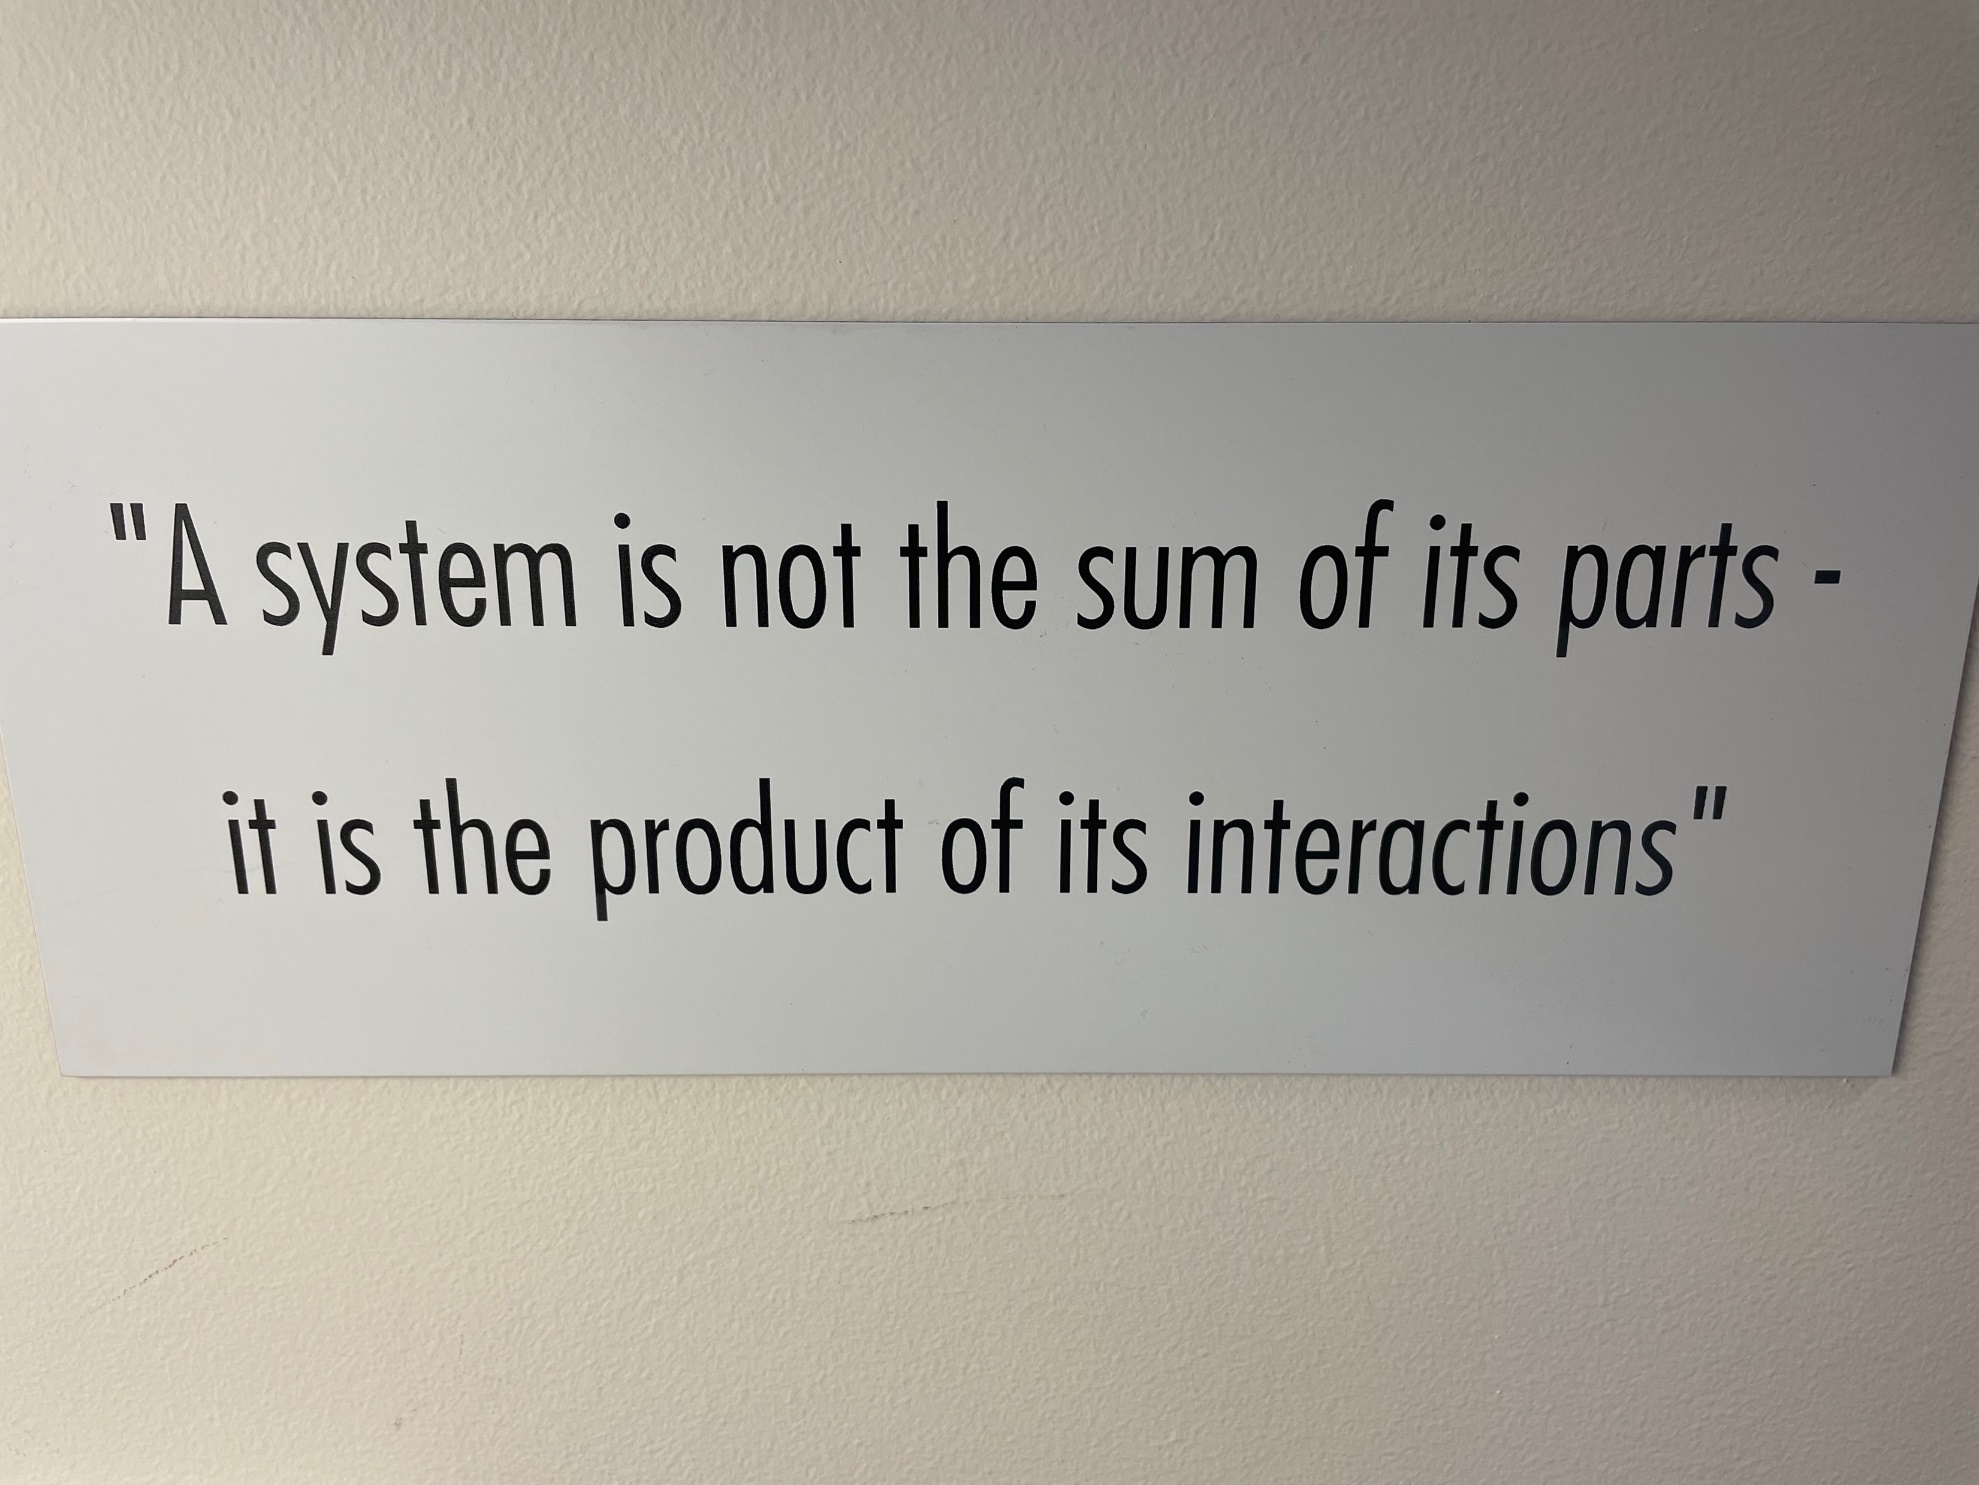 "A system is not the sum of its parts -
it is the product of its interactions"